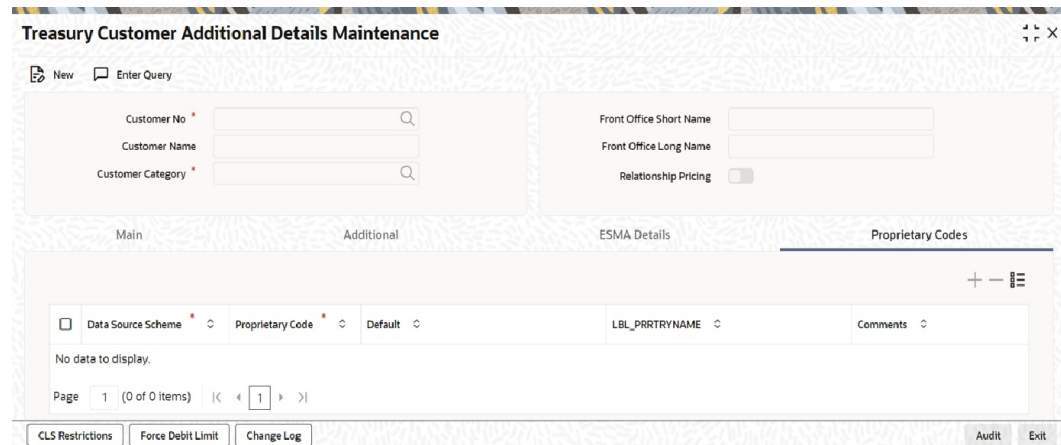 Treasury Customer Additional Details Maintenance
New Enter Query
Customer No *
Customer Name
Customer Category *
Front Office Short Name
Front Office Long Name
Relationship Pricing
Main Additional ESMA Details Proprietary Codes
Data Source Scheme * Proprietary Code * Default LBL_PRRTRYNAME Comments
No data to display.
Page 1 (0 of 0 items) 1
CLS Restrictions Force Debit Limit Change Log Audit Exit